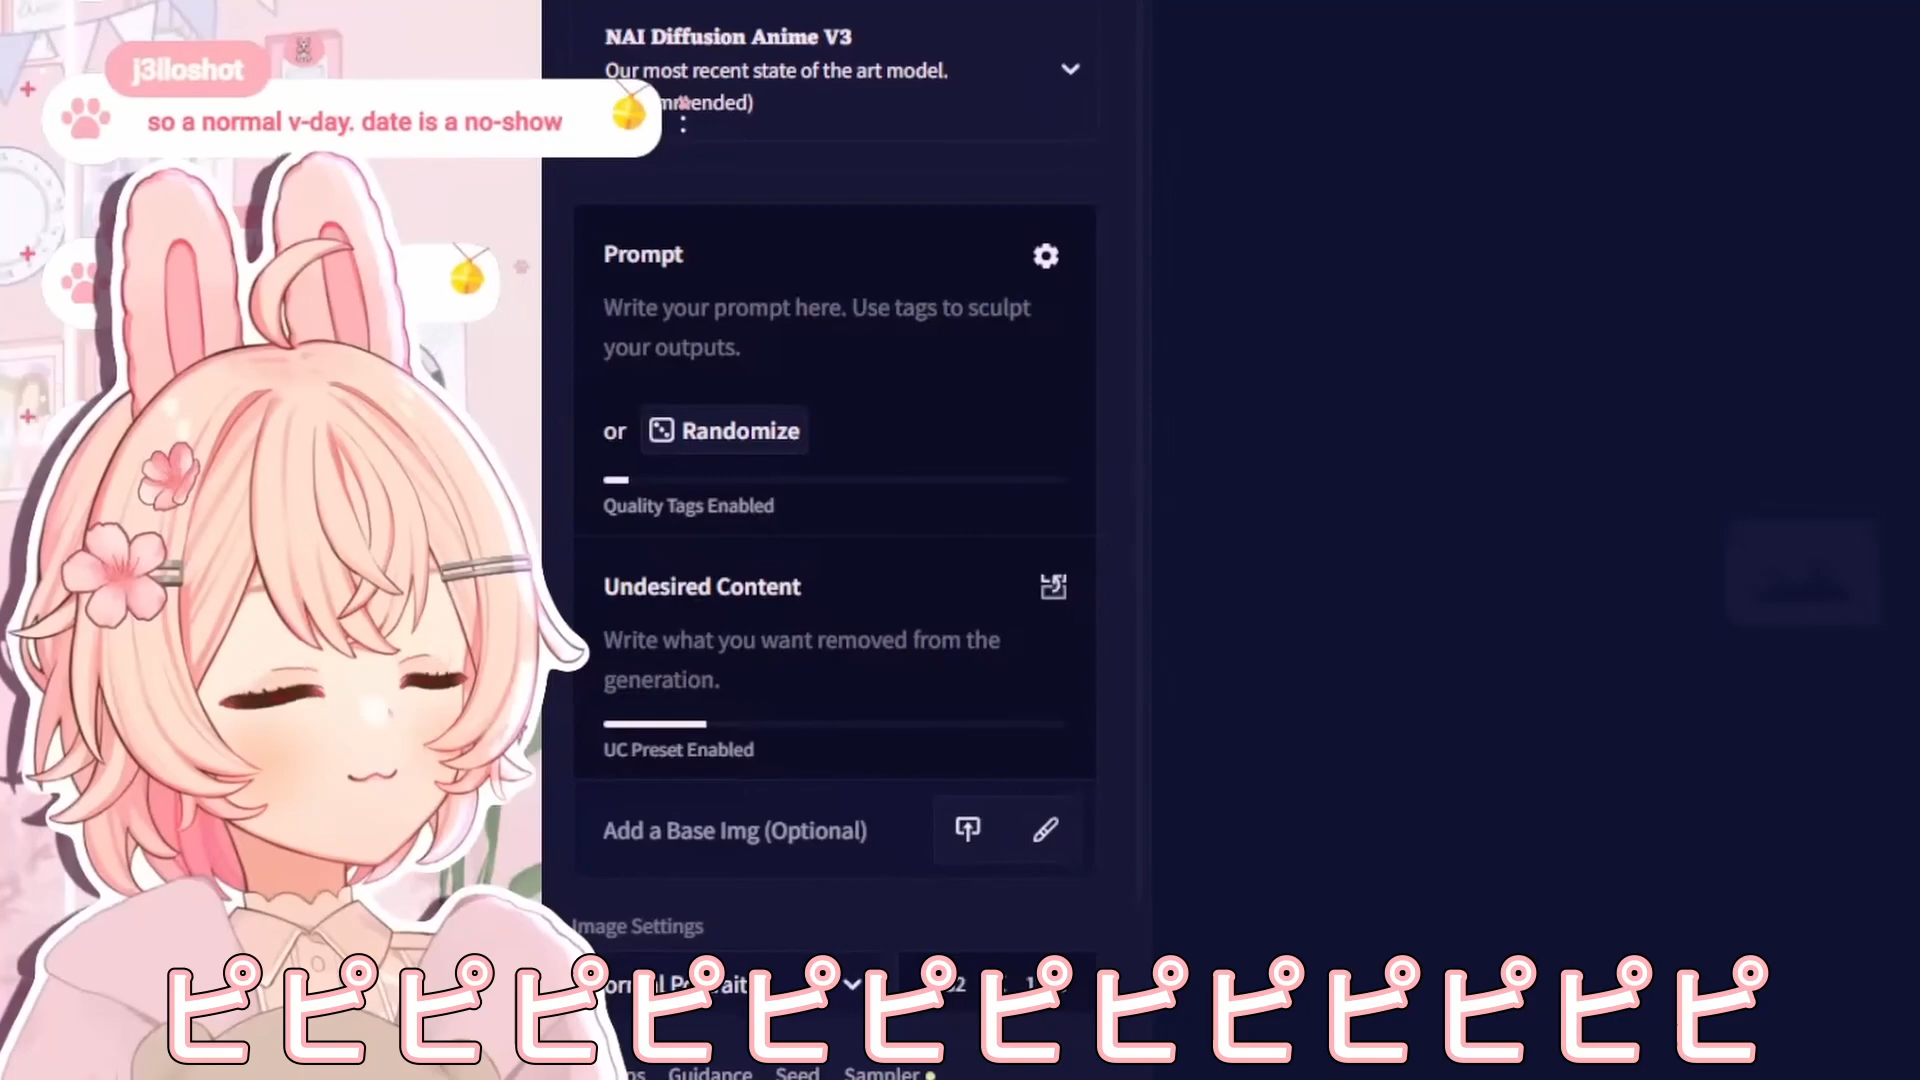 j3lloshot
so a normal v-day. date is a no-show
NAI Diffusion Anime V3
Our most recent state of the art model.
mmended)
Prompt
Write your prompt here. Use tags to sculpt
your outputs.
or Randomize
Quality Tags Enabled
Undesired Content
Write what you want removed from the
generation.
UC Preset Enabled
Add a Base Img (Optional)
Image Settings
ピピピピピピピピピピピピピピ
Guidance Seed Sampler